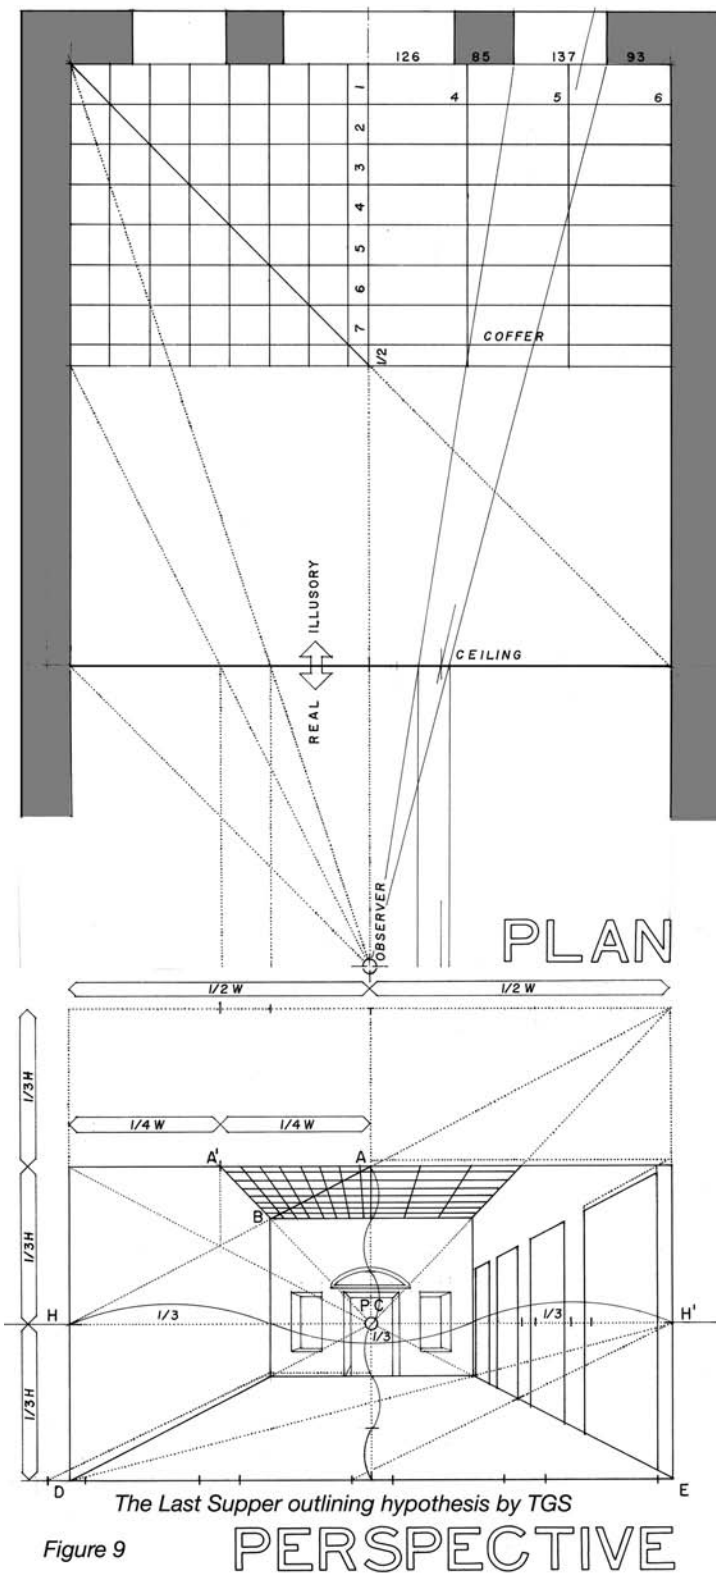 126 85 137 93
1
4 5 6
2
3
4
5
6
7
COFFER
1/2
ILLUSORY
CEILING
REAL
OBSERVER
PLAN
1/2 W 1/2 W
1/3H
1/4 W 1/4 W
A' A
B
1/3H
H 1/3 PC 1/3 H'
1/3
1/3H
D E
The Last Supper outlining hypothesis by TGS
Figure 9 PERSPECTIVE